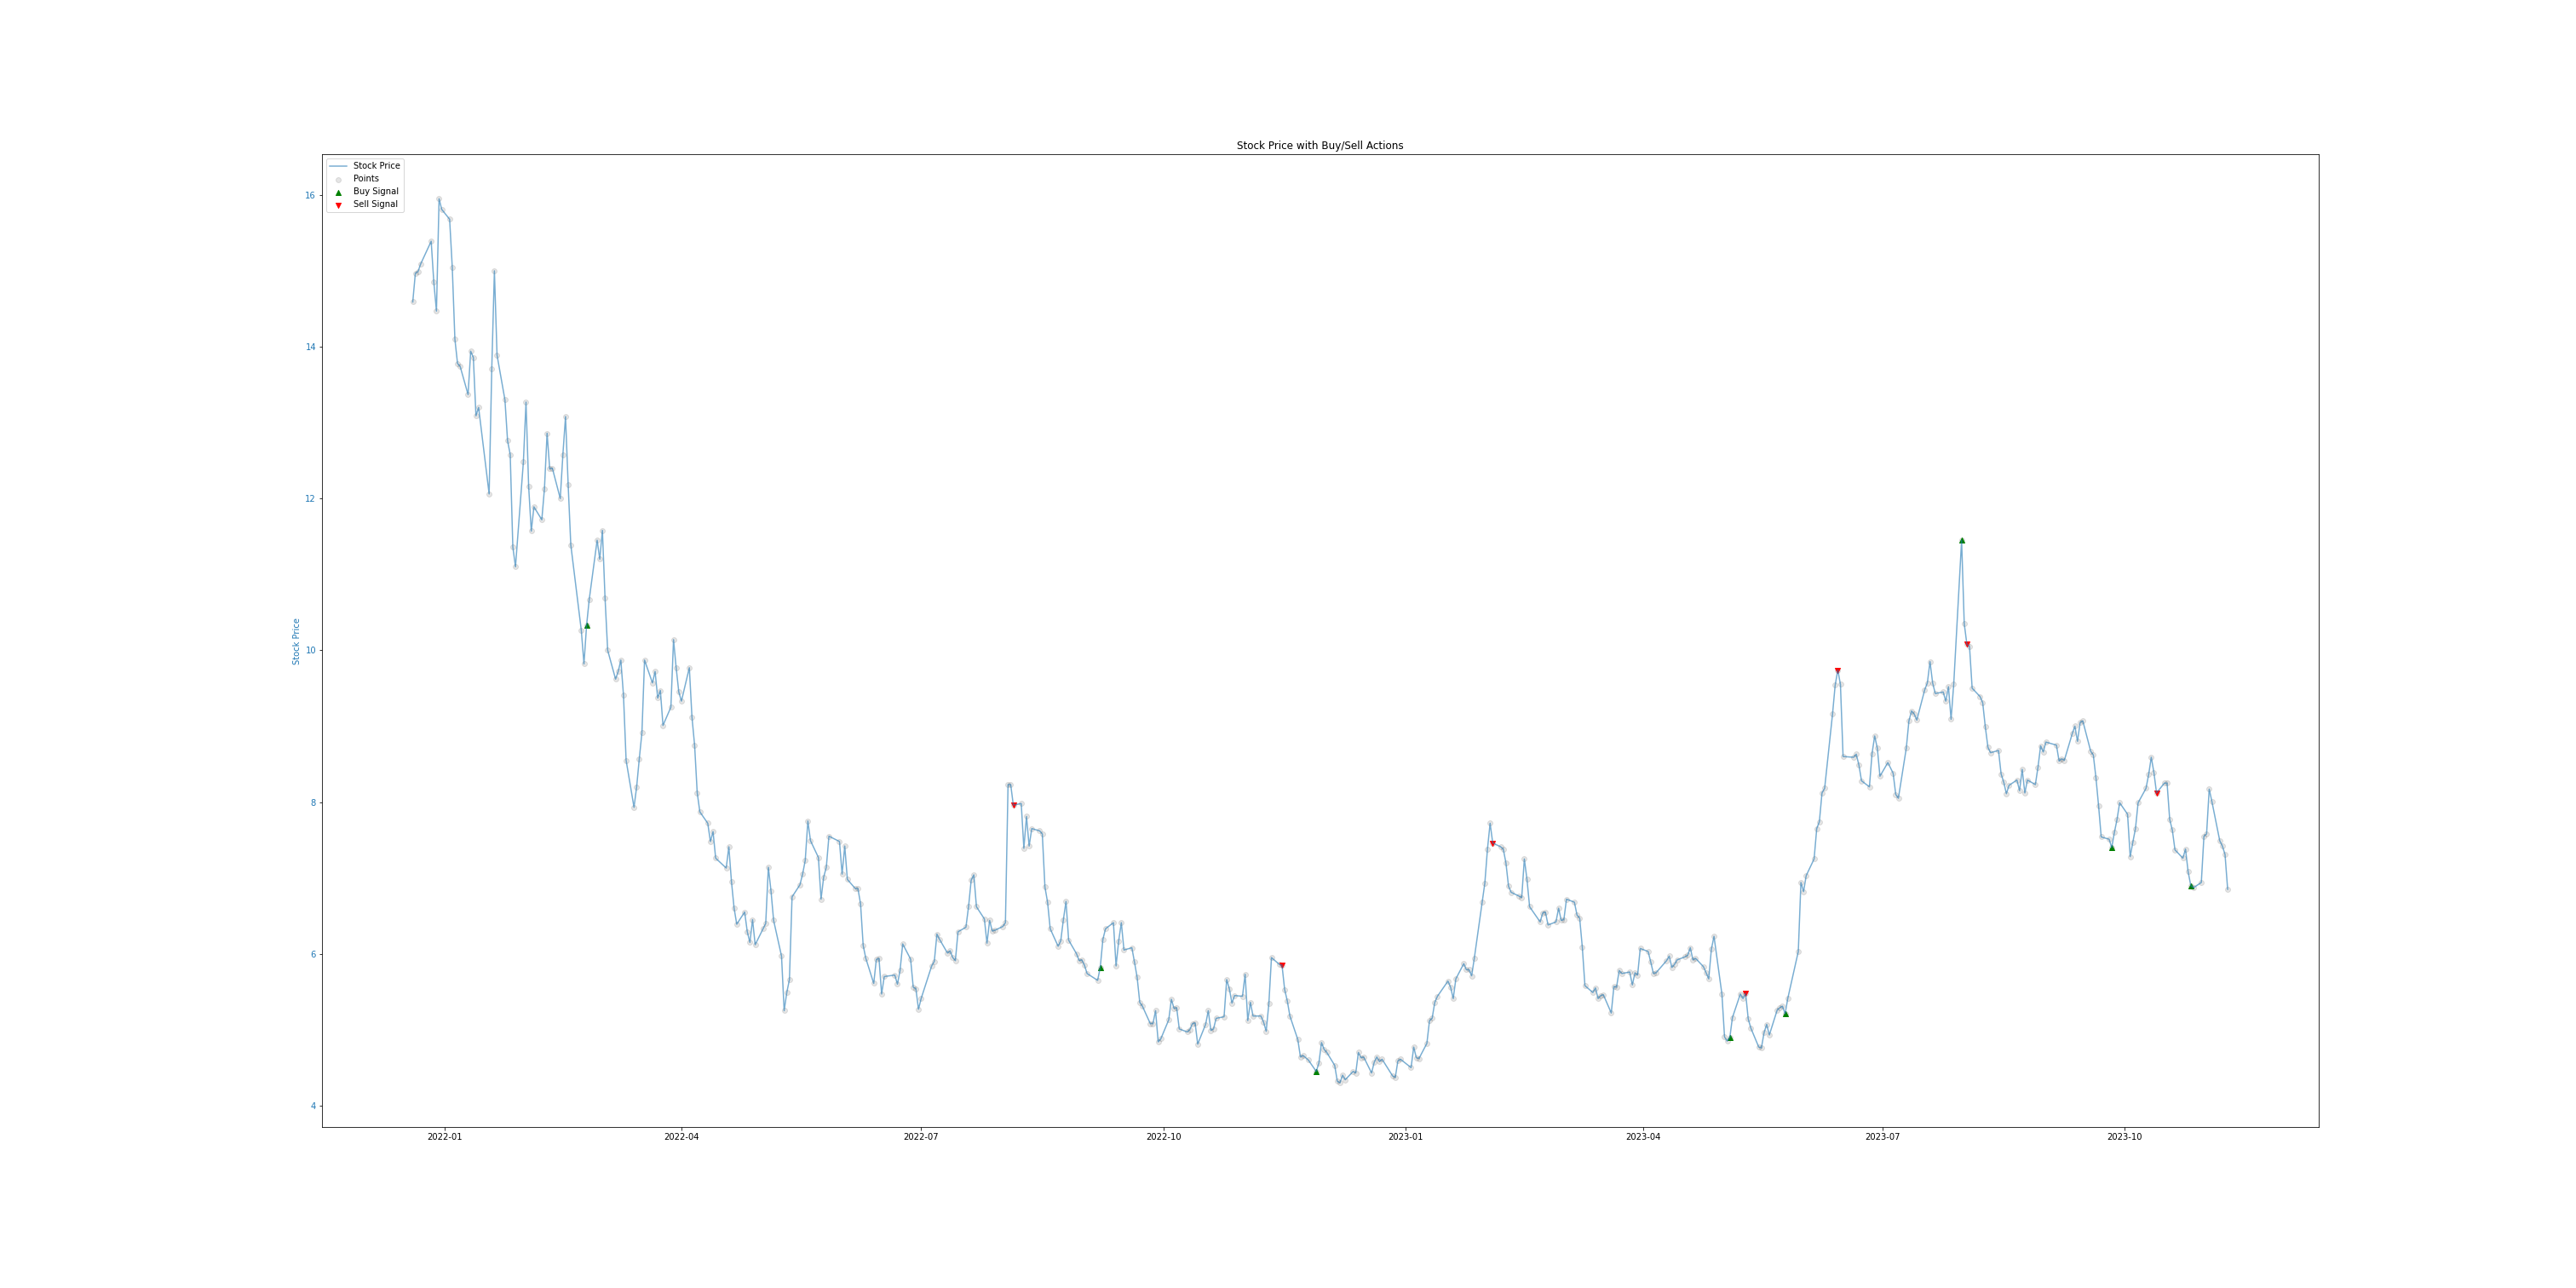 Stock Price with Buy/Sell Actions
Stock Price
Points
Buy Signal
Sell Signal
16
14
12
10
8
6
4
Stock Price
2022-01
2022-04
2022-07
2022-10
2023-01
2023-04
2023-07
2023-10